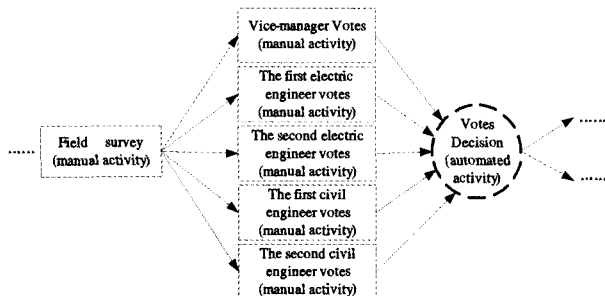 Vice-manager Votes
(manual activity)
The first electric
engineer votes
(manual activity)
The second electric
engineer votes
(manual activity)
The first civil
engineer votes
(manual activity)
The second civil
engineer votes
(manual activity)
......
Field survey
(manual activity)
Votes
Decision
(automated
activity)
......
......